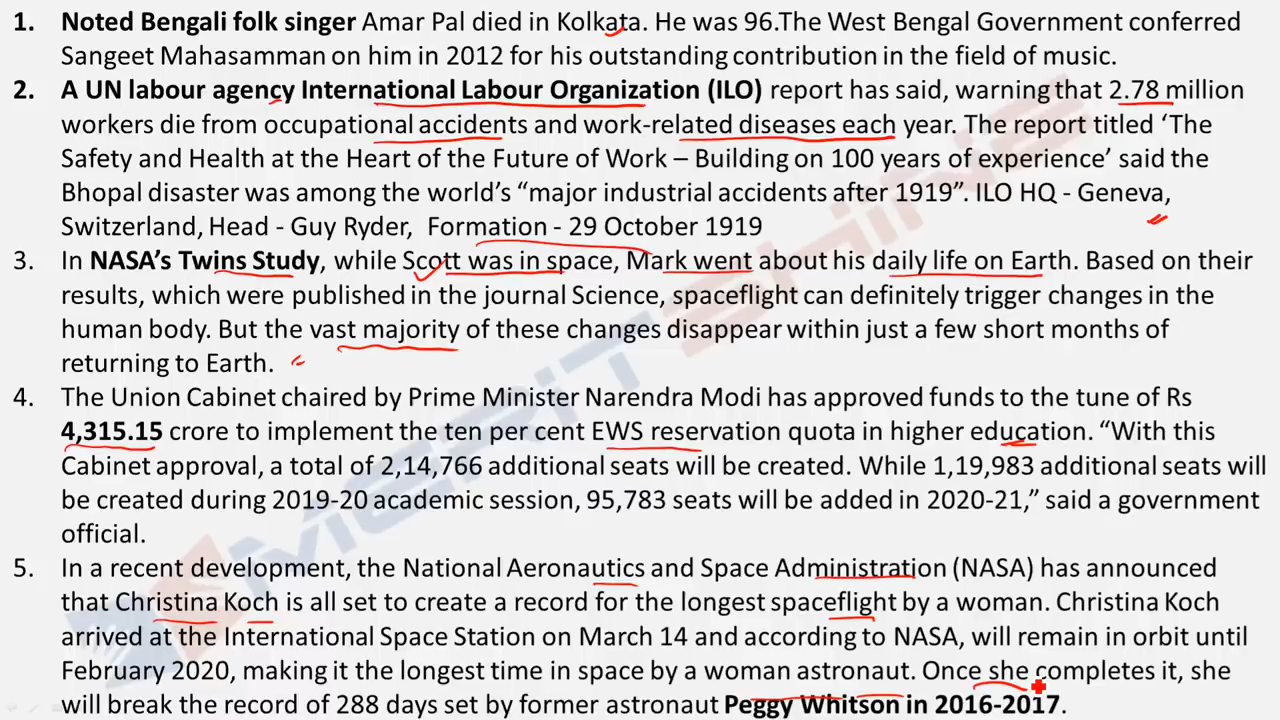 1. Noted Bengali folk singer Amar Pal died in Kolkata. He was 96.The West Bengal Government conferred
Sangeet Mahasamman on him in 2012 for his outstanding contribution in the field of music.
2. A UN labour agency International Labour Organization (ILO) report has said, warning that 2.78 million
workers die from occupational accidents and work-related diseases each year. The report titled ‘The
Safety and Health at the Heart of the Future of Work – Building on 100 years of experience’ said the
Bhopal disaster was among the world’s “major industrial accidents after 1919”. ILO HQ - Geneva,
Switzerland, Head - Guy Ryder, Formation - 29 October 1919
3. In NASA’s Twins Study, while Scott was in space, Mark went about his daily life on Earth. Based on their
results, which were published in the journal Science, spaceflight can definitely trigger changes in the
human body. But the vast majority of these changes disappear within just a few short months of
returning to Earth.
4. The Union Cabinet chaired by Prime Minister Narendra Modi has approved funds to the tune of Rs
4,315.15 crore to implement the ten per cent EWS reservation quota in higher education. “With this
Cabinet approval, a total of 2,14,766 additional seats will be created. While 1,19,983 additional seats will
be created during 2019-20 academic session, 95,783 seats will be added in 2020-21,” said a government
official.
5. In a recent development, the National Aeronautics and Space Administration (NASA) has announced
that Christina Koch is all set to create a record for the longest spaceflight by a woman. Christina Koch
arrived at the International Space Station on March 14 and according to NASA, will remain in orbit until
February 2020, making it the longest time in space by a woman astronaut. Once she completes it, she
will break the record of 288 days set by former astronaut Peggy Whitson in 2016-2017.
MERIT SHINE